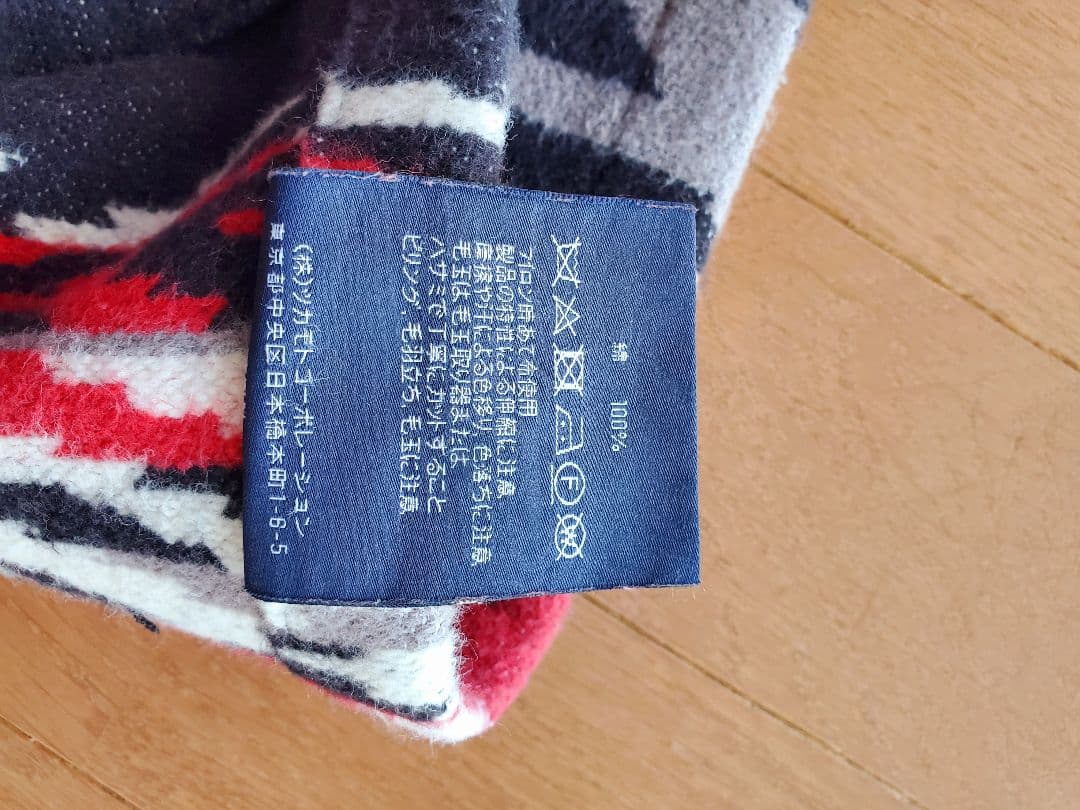 綿 100%
アイロン時あて布使用
製品の特性による伸縮に注意
摩擦や汗による色移り、色落ちに注意
毛玉は毛玉取り器または
ハサミで丁寧にカットすること
ピリング、毛羽立ち、毛玉に注意
(株)ツカモトコーポレーション
東京都中央区日本橋本町1-6-5